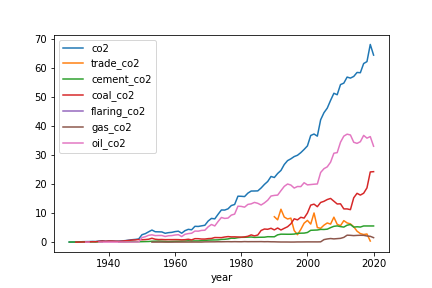 70
60
50
40
30
20
10
0
co2
trade_co2
cement_co2
coal_co2
flaring_co2
gas_co2
oil_co2
1940 1960 1980 2000 2020
year